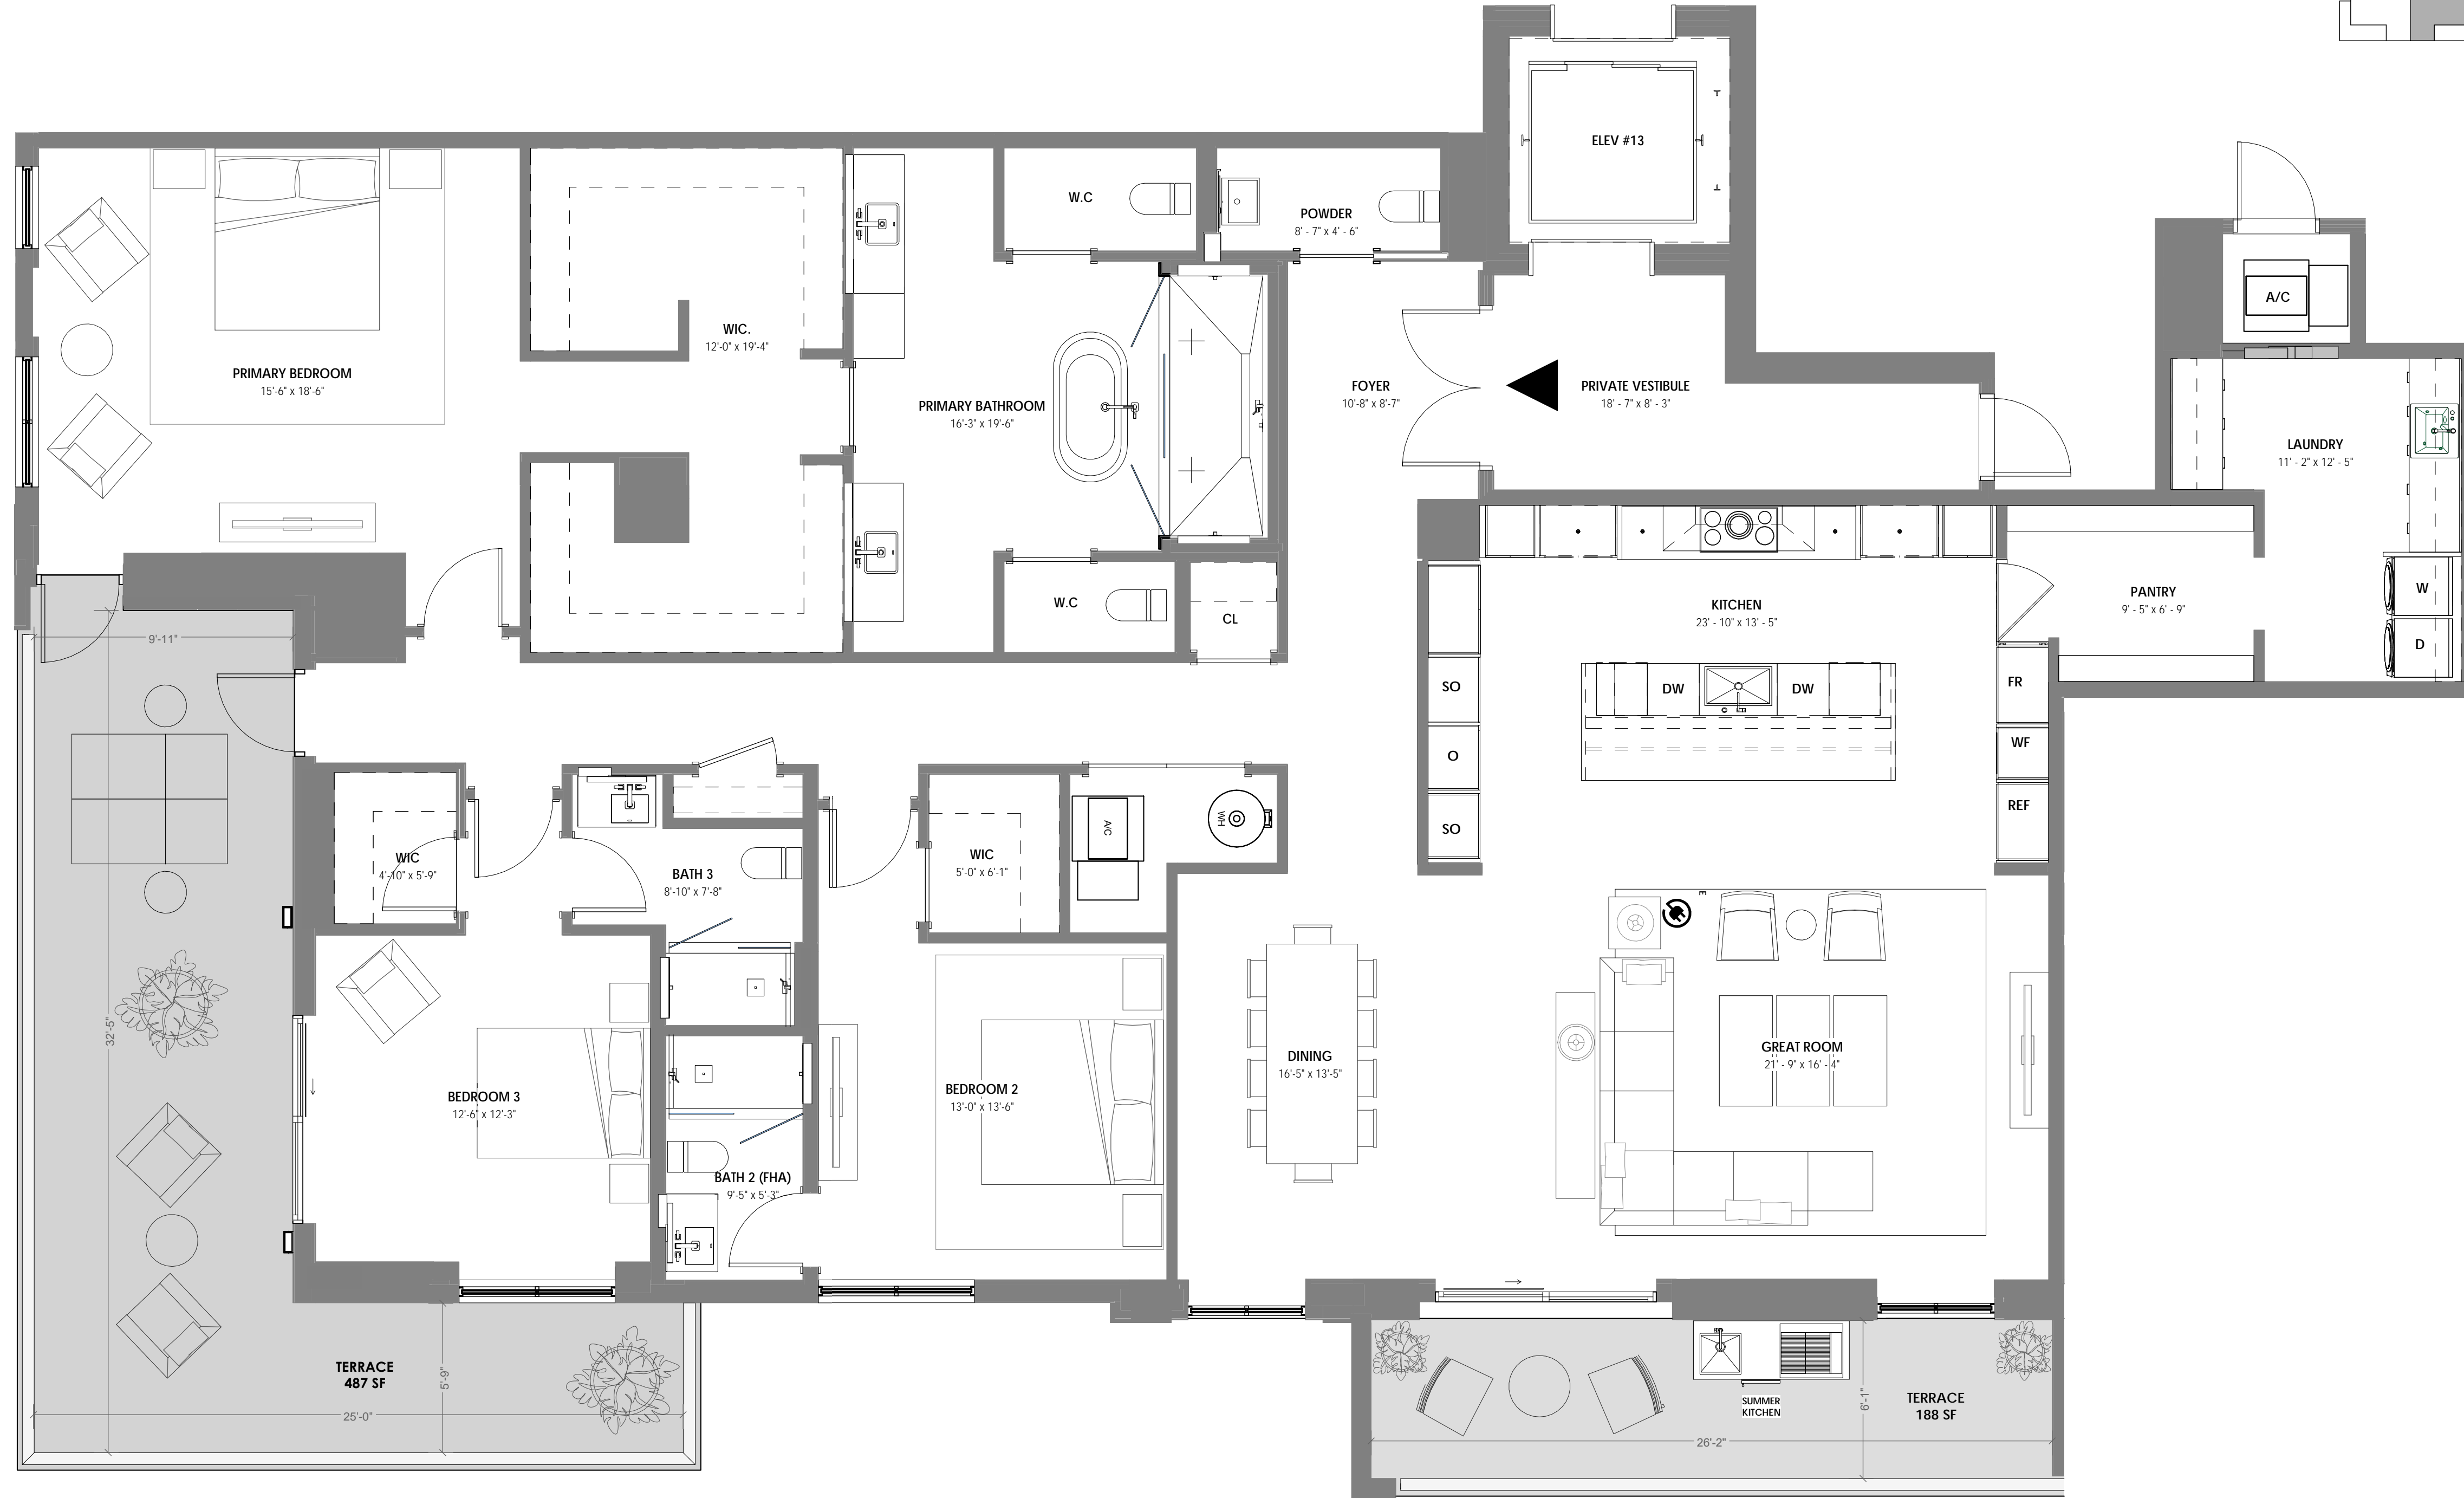 ELEV #13
W.C
POWDER
8' - 7" x 4' - 6"
A/C
WIC.
12'-0" x 19'-4"
PRIMARY BEDROOM
15'-6" x 18'-6"
PRIMARY BATHROOM
16'-3" x 19'-6"
FOYER
10'-8" x 8'-7"
PRIVATE VESTIBULE
18' - 7" x 8' - 3"
LAUNDRY
11' - 2" x 12' - 5"
W.C
CL
KITCHEN
23' - 10" x 13' - 5"
PANTRY
9' - 5" x 6' - 9"
W
D
9'-11"
SO
DW
DW
FR
O
WF
SO
REF
WIC
4'-10" x 5'-9"
BATH 3
8'-10" x 7'-8"
WIC
5'-0" x 6'-1"
A/C
WH
E
32'-5"
BEDROOM 3
12'-6" x 12'-3"
BEDROOM 2
13'-0" x 13'-6"
DINING
16'-5" x 13'-5"
GREAT ROOM
21' - 9" x 16' - 4"
BATH 2 (FHA)
9'-5" x 5'-3"
TERRACE
487 SF
5'-9"
25'-0"
SUMMER
KITCHEN
6'-1"
TERRACE
188 SF
26'-2"